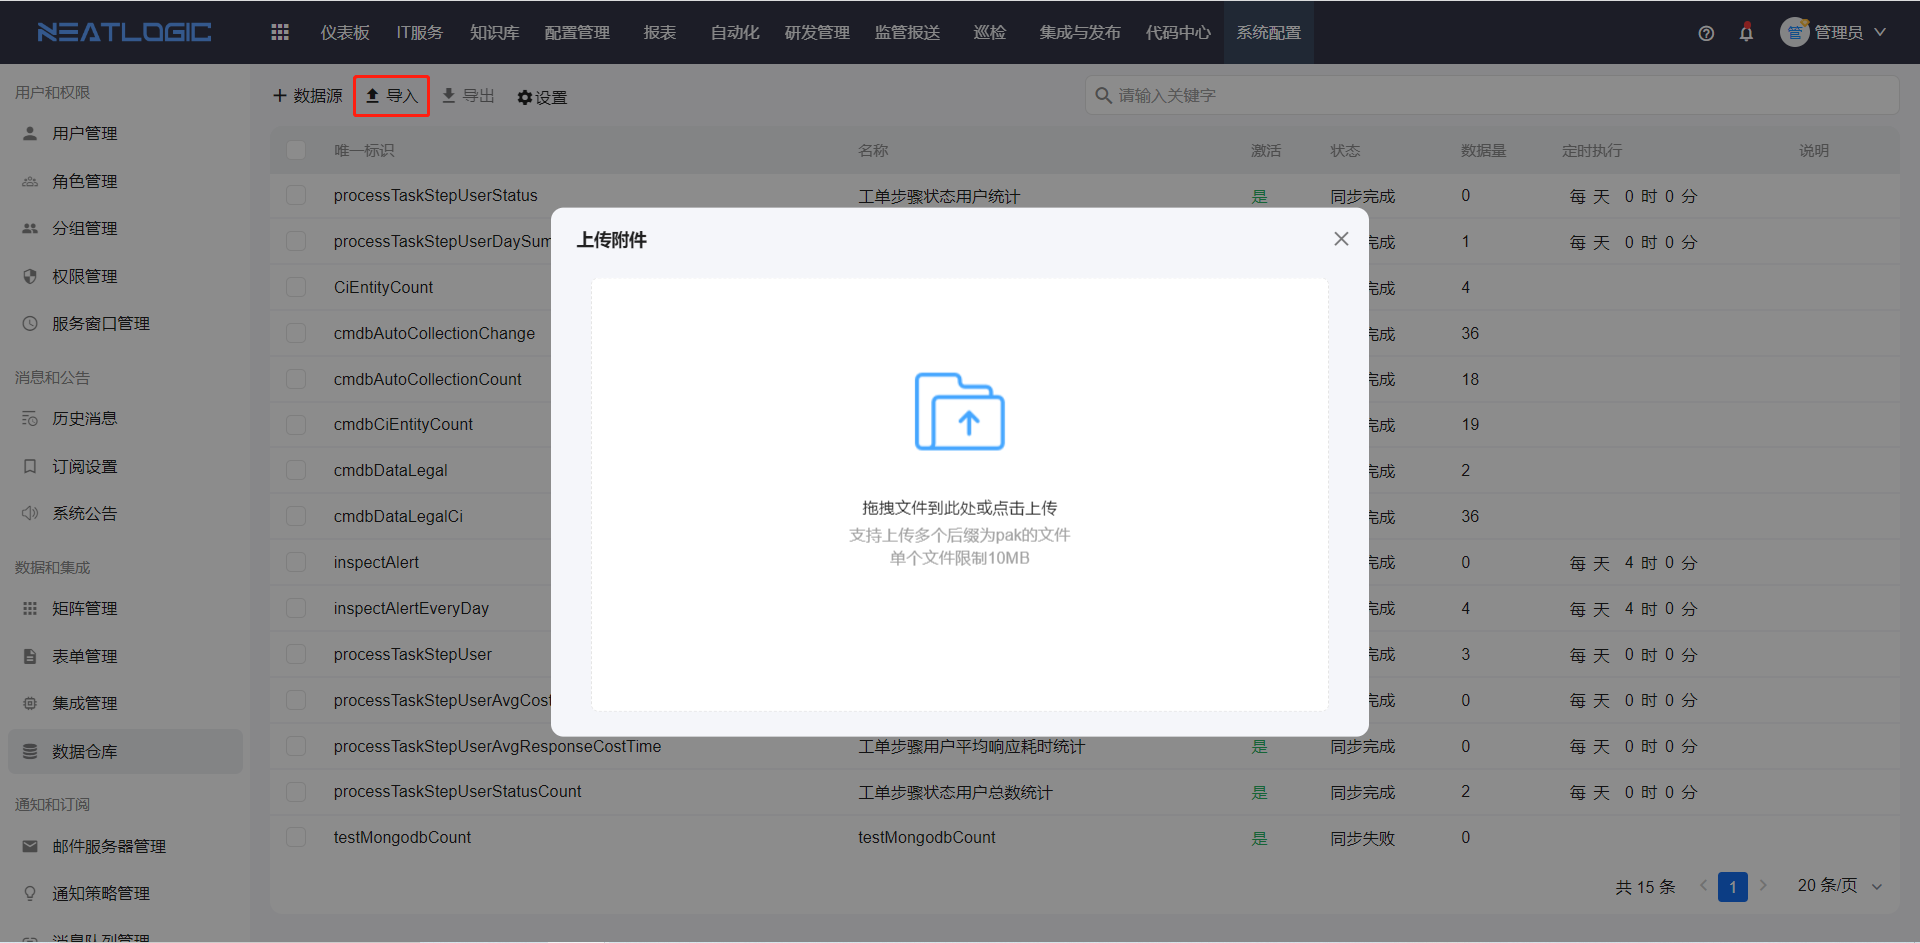 NEATLOGIC 仪表板 IT服务 知识库 配置管理 报表 自动化 研发管理 监管报送 巡检 集成与发布 代码中心 系统配置 管 管理员
用户和权限
用户管理
角色管理
分组管理
权限管理
服务窗口管理
消息和公告
历史消息
订阅设置
系统公告
数据和集成
矩阵管理
表单管理
集成管理
数据仓库
通知和订阅
邮件服务器管理
通知策略管理
消息队列管理
数据源 导入 导出 设置 请输入关键字
唯一标识 名称 激活 状态 数据量 定时执行 说明
processTaskStepUserStatus 工单步骤状态用户统计 是 同步完成 0 每 天 0 时 0 分
processTaskStepUserDaySum 完成 1 每 天 0 时 0 分
CiEntityCount 完成 4
cmdbAutoCollectionChange 完成 36
cmdbAutoCollectionCount 完成 18
cmdbCiEntityCount 完成 19
cmdbDataLegal 完成 2
cmdbDataLegalCi 完成 36
inspectAlert 完成 0 每 天 4 时 0 分
inspectAlertEveryDay 完成 4 每 天 4 时 0 分
processTaskStepUser 完成 3 每 天 0 时 0 分
processTaskStepUserAvgCost 完成 0 每 天 0 时 0 分
processTaskStepUserAvgResponseCostTime 工单步骤用户平均响应耗时统计 是 同步完成 0 每 天 0 时 0 分
processTaskStepUserStatusCount 工单步骤状态用户总数统计 是 同步完成 2 每 天 0 时 0 分
testMongodbCount testMongodbCount 是 同步失败 0
共 15 条 1 20 条/页
上传附件
拖拽文件到此处或点击上传
支持上传多个后缀为pak的文件
单个文件限制10MB